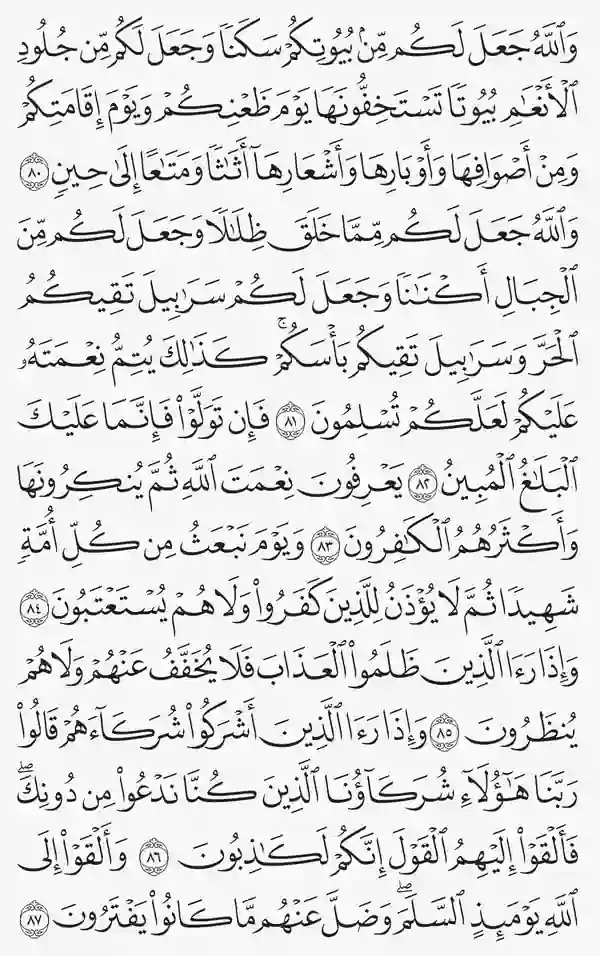 وَٱللَّهُ جَعَلَ لَكُم مِّنۢ بُيُوتِكُمْ سَكَنٗا وَجَعَلَ لَكُم مِّن جُلُودِ
ٱلۡأَنۡعَٰمِ بُيُوتٗا تَسۡتَخِفُّونَهَا يَوۡمَ ظَعۡنِكُمۡ وَيَوۡمَ إِقَامَتِكُمۡ
وَمِنۡ أَصۡوَافِهَا وَأَوۡبَارِهَا وَأَشۡعَارِهَآ أَثَٰثٗا وَمَتَٰعًا إِلَىٰ حِينٖ ٨٠
وَٱللَّهُ جَعَلَ لَكُم مِّمَّا خَلَقَ ظِلَٰلٗا وَجَعَلَ لَكُم مِّنَ
ٱلۡجِبَالِ أَكۡنَٰنٗا وَجَعَلَ لَكُمۡ سَرَٰبِيلَ تَقِيكُمُ
ٱلۡحَرَّ وَسَرَٰبِيلَ تَقِيكُم بَأۡسَكُمۡۚ كَذَٰلِكَ يُتِمُّ نِعۡمَتَهُۥ
عَلَيۡكُمۡ لَعَلَّكُمۡ تُسۡلِمُونَ ٨١ فَإِن تَوَلَّوۡاْ فَإِنَّمَا عَلَيۡكَ
ٱلۡبَلَٰغُ ٱلۡمُبِينُ ٨٢ يَعۡرِفُونَ نِعۡمَتَ ٱللَّهِ ثُمَّ يُنكِرُونَهَا
وَأَكۡثَرُهُمُ ٱلۡكَٰفِرُونَ ٨٣ وَيَوۡمَ نَبۡعَثُ مِن كُلِّ أُمَّةٖ
شَهِيدٗا ثُمَّ لَا يُؤۡذَنُ لِلَّذِينَ كَفَرُواْ وَلَا هُمۡ يُسۡتَعۡتَبُونَ ٨٤
وَإِذَا رَءَا ٱلَّذِينَ ظَلَمُواْ ٱلۡعَذَابَ فَلَا يُخَفَّفُ عَنۡهُمۡ وَلَا هُمۡ
يُنظَرُونَ ٨٥ وَإِذَا رَءَا ٱلَّذِينَ أَشۡرَكُواْ شُرَكَآءَهُمۡ قَالُواْ
رَبَّنَا هَٰٓؤُلَآءِ شُرَكَآؤُنَا ٱلَّذِينَ كُنَّا نَدۡعُواْ مِن دُونِكَۖ
فَأَلۡقَوۡاْ إِلَيۡهِمُ ٱلۡقَوۡلَ إِنَّكُمۡ لَكَٰذِبُونَ ٨٦ وَأَلۡقَوۡاْ إِلَى
ٱللَّهِ يَوۡمَئِذٍ ٱلسَّلَمَۖ وَضَلَّ عَنۡهُم مَّا كَانُواْ يَفۡتَرُونَ ٨٧